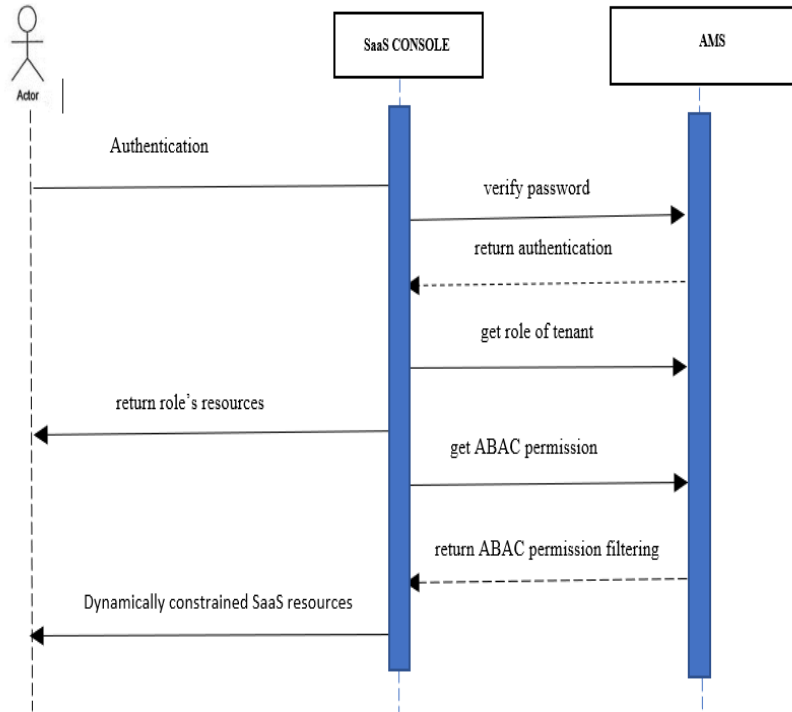 SaaS CONSOLE
AMS
Actor
Authentication
verify password
return authentication
get role of tenant
return role’s resources
get ABAC permission
return ABAC permission filtering
Dynamically constrained SaaS resources